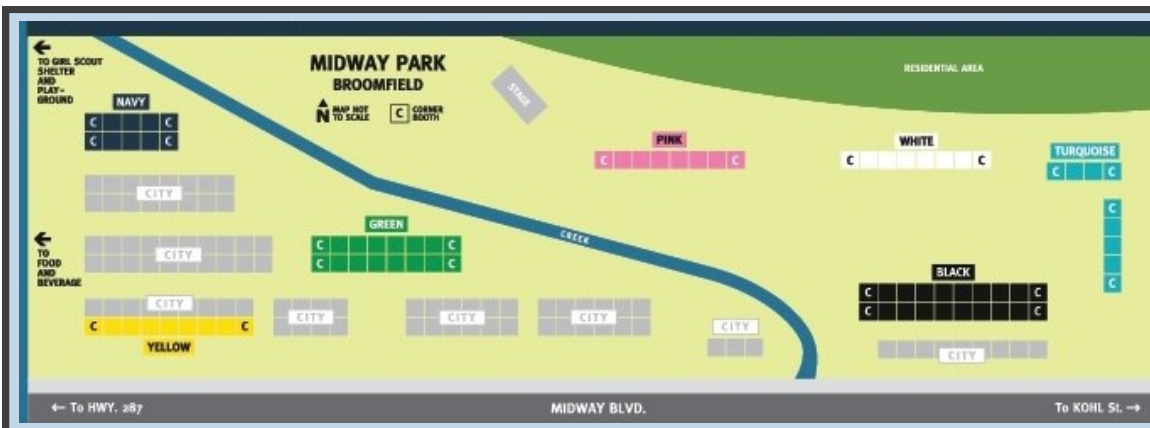 TO GIRL SCOUT
SHELTER
AND
PLAY-
GROUND
MIDWAY PARK
BROOMFIELD
N MAP NOT
TO SCALE
C CORNER
BOOTH
STAGE
RESIDENTIAL AREA
NAVY
C C
C C
PINK
C C
WHITE
C C
TURQUOISE
C C
C
C
CITY
GREEN
C C
C C
CREEK
TO
FOOD
AND
BEVERAGE
CITY
BLACK
C C
C C
CITY
C C
YELLOW
CITY
CITY
CITY
CITY
CITY
← TO HWY. 287
MIDWAY BLVD.
TO KOHL ST. →